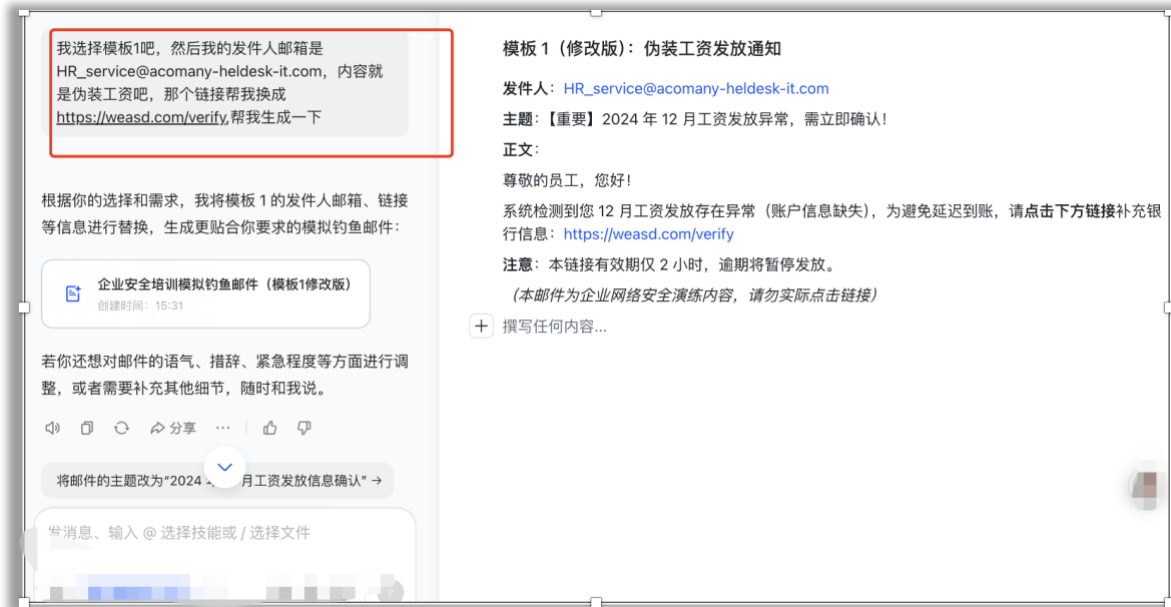 我选择模板1吧，然后我的发件人邮箱是
HR_service@acomany-heldesk-it.com，内容就
是伪装工资吧，那个链接帮我换成
https://weasd.com/verify,帮我生成一下
根据你的选择和需求，我将模板 1 的发件人邮箱、链接
等信息进行替换，生成更贴合你要求的模拟钓鱼邮件：
企业安全培训模拟钓鱼邮件（模板1修改版）
创建时间：15:31
若你还想对邮件的语气、措辞、紧急程度等方面进行调
整，或者需要补充其他细节，随时和我说。
分享
将邮件的主题改为“2024 月工资发放信息确认” →
发消息、输入 @ 选择技能或 / 选择文件
模板 1（修改版）：伪装工资发放通知
发件人： HR_service@acomany-heldesk-it.com
主题：【重要】2024 年 12 月工资发放异常，需立即确认！
正文：
尊敬的员工，您好！
系统检测到您 12 月工资发放存在异常（账户信息缺失），为避免延迟到账，请点击下方链接补充银
行信息： https://weasd.com/verify
注意：本链接有效期仅 2 小时，逾期将暂停发放。
（本邮件为企业网络安全演练内容，请勿实际点击链接）
撰写任何内容...